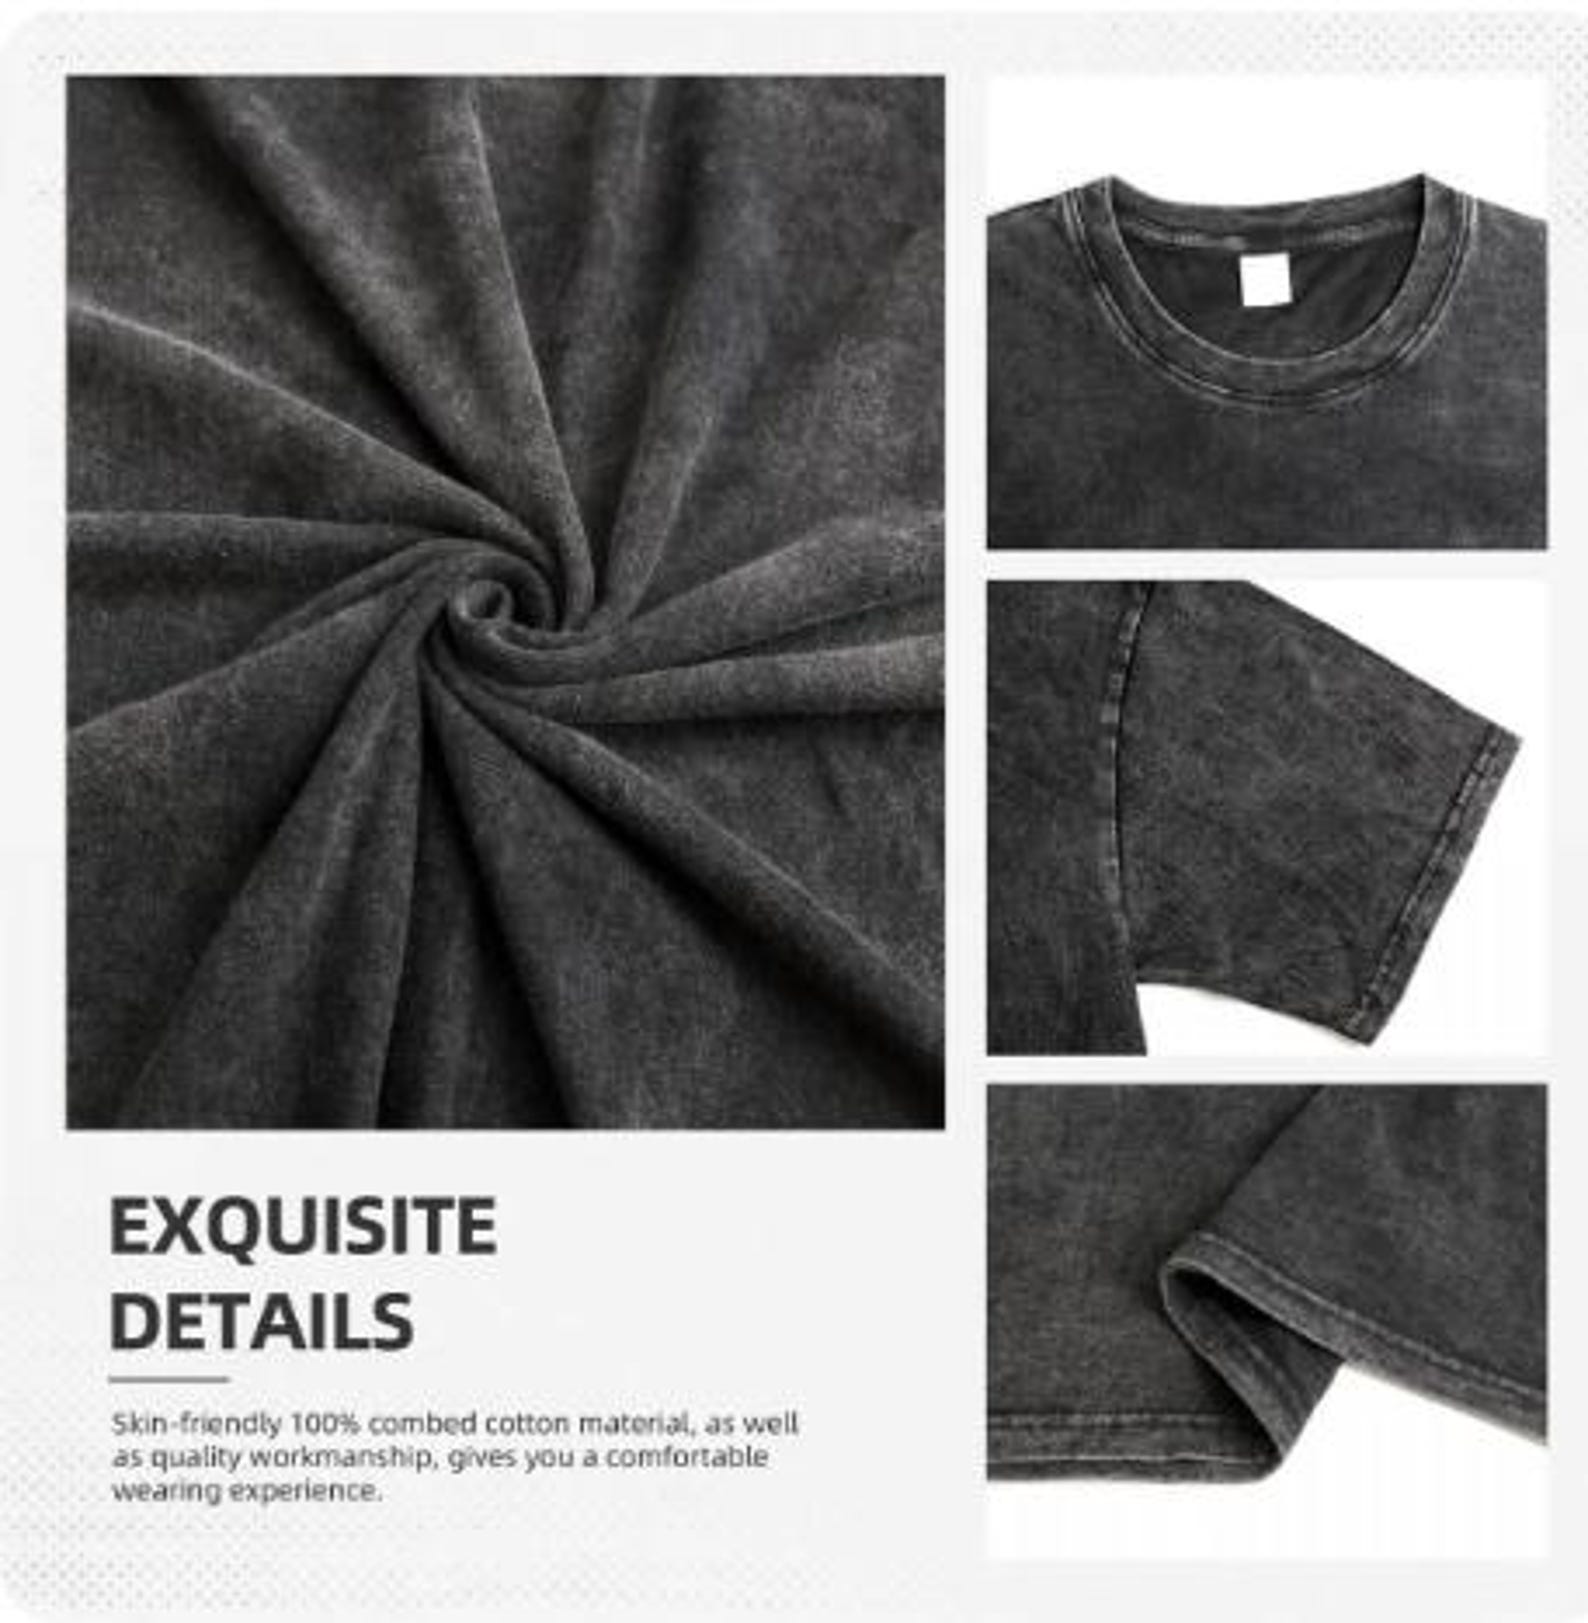 EXQUISITE
DETAILS
Skin-friendly 100% combed cotton material, as well
as quality workmanship, gives you a comfortable
wearing experience.